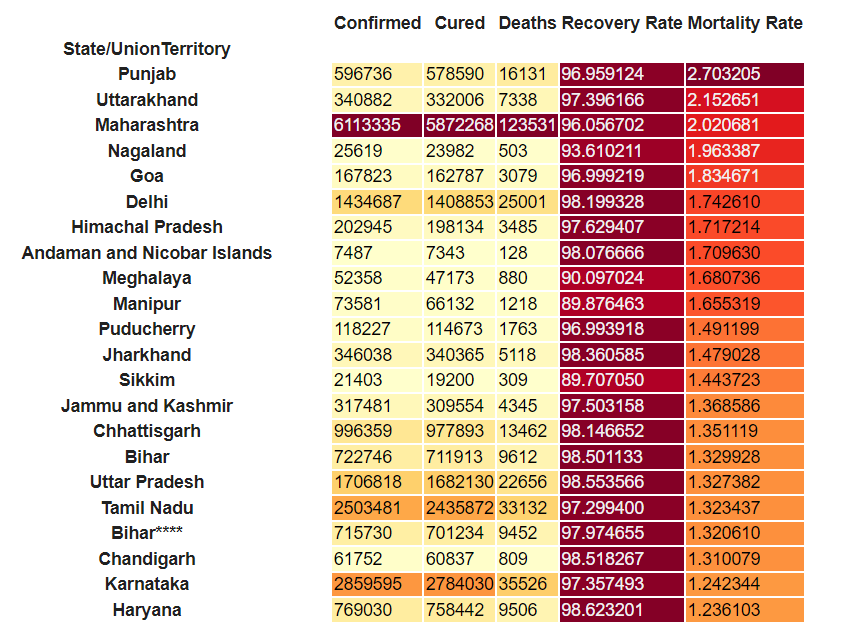 Confirmed Cured Deaths Recovery Rate Mortality Rate
State/UnionTerritory
Punjab 596736 578590 16131 96.959124 2.703205
Uttarakhand 340882 332006 7338 97.396166 2.152651
Maharashtra 6113335 5872268 123531 96.056702 2.020681
Nagaland 25619 23982 503 93.610211 1.963387
Goa 167823 162787 3079 96.999219 1.834671
Delhi 1434687 1408853 25001 98.199328 1.742610
Himachal Pradesh 202945 198134 3485 97.629407 1.717214
Andaman and Nicobar Islands 7487 7343 128 98.076666 1.709630
Meghalaya 52358 47173 880 90.097024 1.680736
Manipur 73581 66132 1218 89.876463 1.655319
Puducherry 118227 114673 1763 96.993918 1.491199
Jharkhand 346038 340365 5118 98.360585 1.479028
Sikkim 21403 19200 309 89.707050 1.443723
Jammu and Kashmir 317481 309554 4345 97.503158 1.368586
Chhattisgarh 996359 977893 13462 98.146652 1.351119
Bihar 722746 711913 9612 98.501133 1.329928
Uttar Pradesh 1706818 1682130 22656 98.553566 1.327382
Tamil Nadu 2503481 2435872 33132 97.299400 1.323437
Bihar**** 715730 701234 9452 97.974655 1.320610
Chandigarh 61752 60837 809 98.518267 1.310079
Karnataka 2859595 2784030 35526 97.357493 1.242344
Haryana 769030 758442 9506 98.623201 1.236103